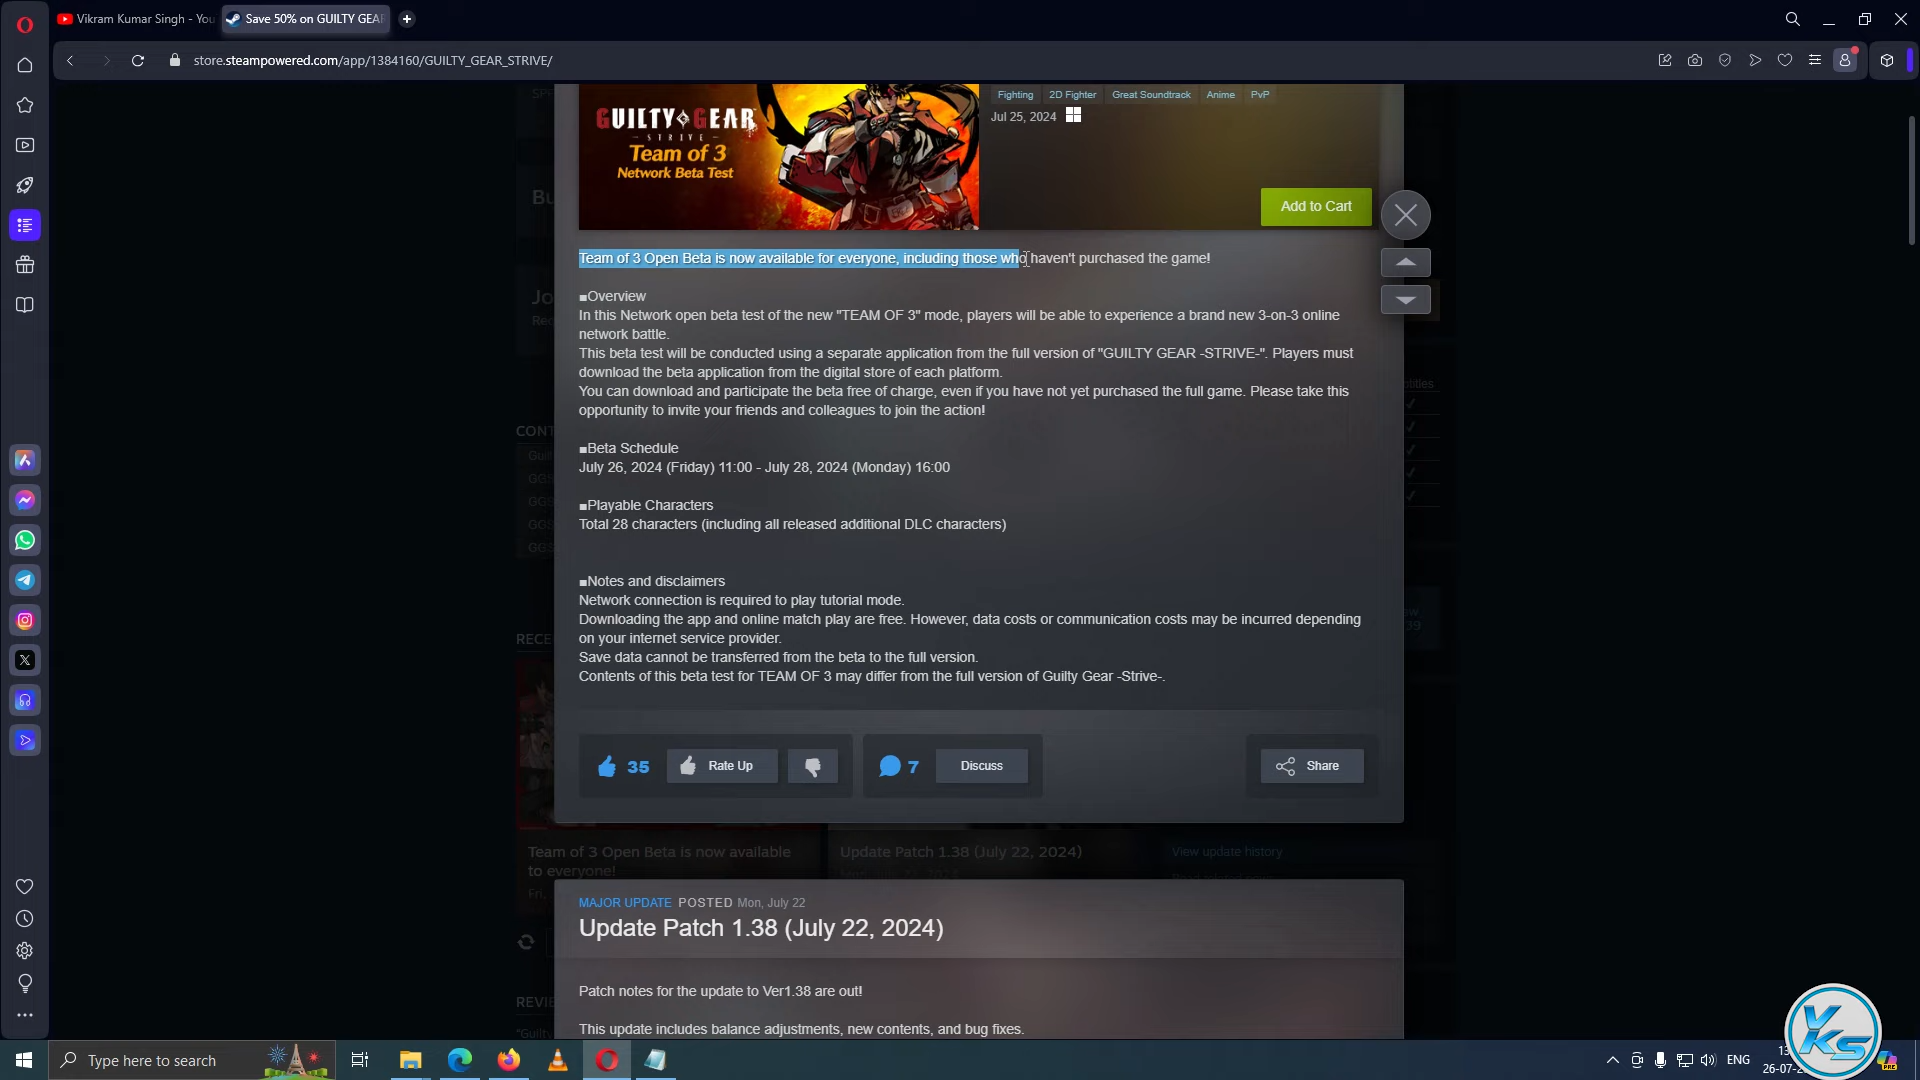 Vikram Kumar Singh - You
Save 50% on GUILTY GEAR
store.steampowered.com/app/1384160/GUILTY_GEAR_STRIVE/
GUILTY GEAR
STRIVE
Team of 3
Network Beta Test
Fighting
2D Fighter
Great Soundtrack
Anime
PvP
Jul 25, 2024
Add to Cart
Team of 3 Open Beta is now available for everyone, including those who haven't purchased the game!
■Overview
In this Network open beta test of the new "TEAM OF 3" mode, players will be able to experience a brand new 3-on-3 online
network battle.
This beta test will be conducted using a separate application from the full version of "GUILTY GEAR -STRIVE-". Players must
download the beta application from the digital store of each platform.
You can download and participate the beta free of charge, even if you have not yet purchased the full game. Please take this
opportunity to invite your friends and colleagues to join the action!
■Beta Schedule
July 26, 2024 (Friday) 11:00 - July 28, 2024 (Monday) 16:00
■Playable Characters
Total 28 characters (including all released additional DLC characters)
■Notes and disclaimers
Network connection is required to play tutorial mode.
Downloading the app and online match play are free. However, data costs or communication costs may be incurred depending
on your internet service provider.
Save data cannot be transferred from the beta to the full version.
Contents of this beta test for TEAM OF 3 may differ from the full version of Guilty Gear -Strive-.
35
Rate Up
7
Discuss
Share
Team of 3 Open Beta is now available
to everyone!
Fri,
Update Patch 1.38 (July 22, 2024)
View update history
MAJOR UPDATE POSTED Mon, July 22
Update Patch 1.38 (July 22, 2024)
Patch notes for the update to Ver1.38 are out!
This update includes balance adjustments, new contents, and bug fixes.
Type here to search
ENG
26-07-2
VKS